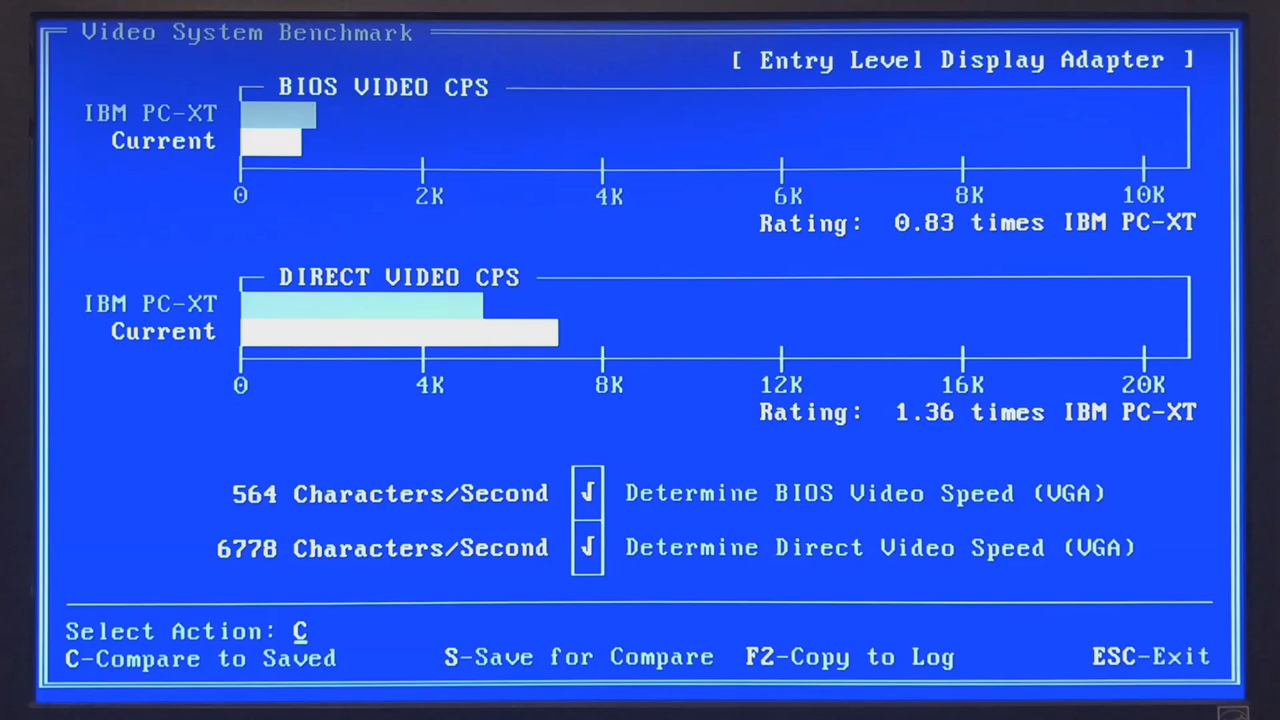 Video System Benchmark
[ Entry Level Display Adapter ]
BIOS VIDEO CPS
IBM PC-XT
Current
0 2K 4K 6K 8K 10K
Rating: 0.83 times IBM PC-XT
DIRECT VIDEO CPS
IBM PC-XT
Current
0 4K 8K 12K 16K 20K
Rating: 1.36 times IBM PC-XT
564 Characters/Second √ Determine BIOS Video Speed (VGA)
6778 Characters/Second √ Determine Direct Video Speed (VGA)
Select Action: C
C-Compare to Saved S-Save for Compare F2-Copy to Log ESC-Exit